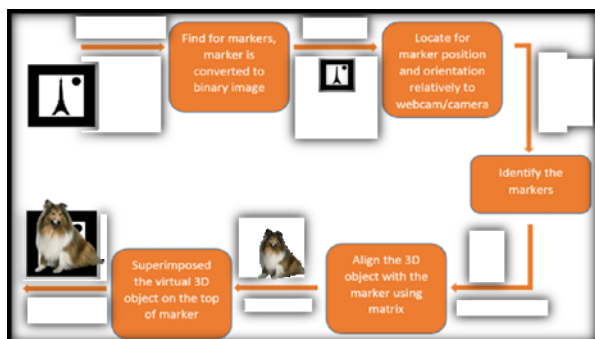 Find for markers,
marker is
converted to
binary image
Locate for
marker position
and orientation
relatively to
webcam/camera
Identify the
markers
Align the 3D
object with the
marker using
matrix
Superimposed
the virtual 3D
object on the top
of marker